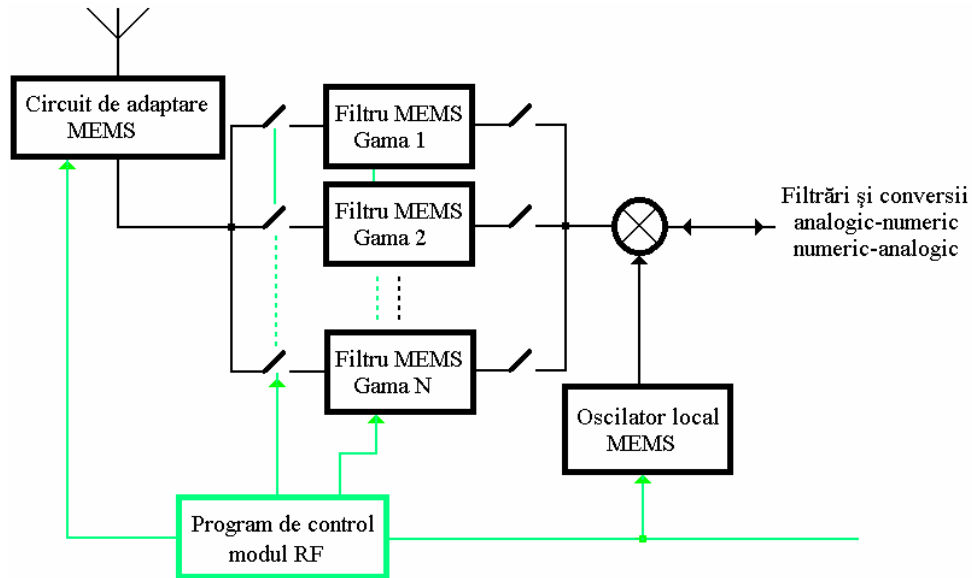 Circuit de adaptare
MEMS
Filtru MEMS
Gama 1
Filtru MEMS
Gama 2
Filtru MEMS
Gama N
Filtrări şi conversii
analogic-numeric
numeric-analogic
Oscilator local
MEMS
Program de control
modul RF